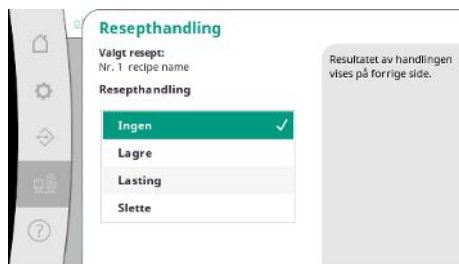 Resepthandling
Valgt resept:
Nr. 1 recipe name
Resepthandling
Ingen
Lagre
Lasting
Slette
Resultatet av handlingen
vises på forrige side.